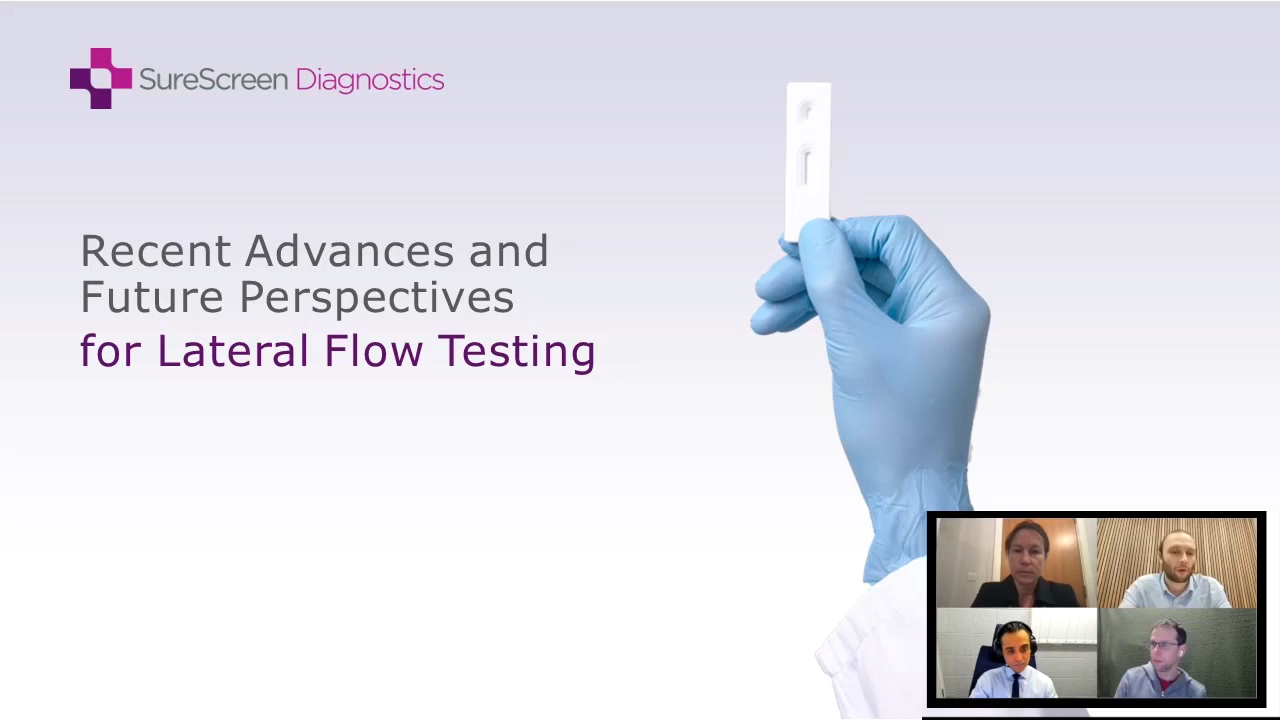 SureScreen Diagnostics
Recent Advances and
Future Perspectives
for Lateral Flow Testing